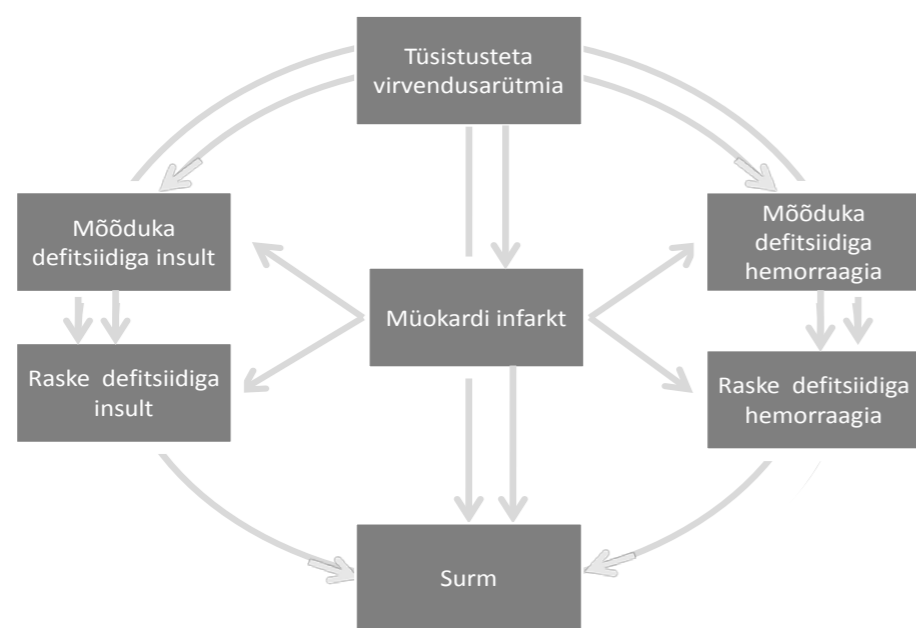 Tüsistusteta
virvendusarütmia
Mõõduka
defitsiidiga insult
Mõõduka
defitsiidiga
hemorraagia
Müokardi infarkt
Raske defitsiidiga
insult
Raske defitsiidiga
hemorraagia
Surm